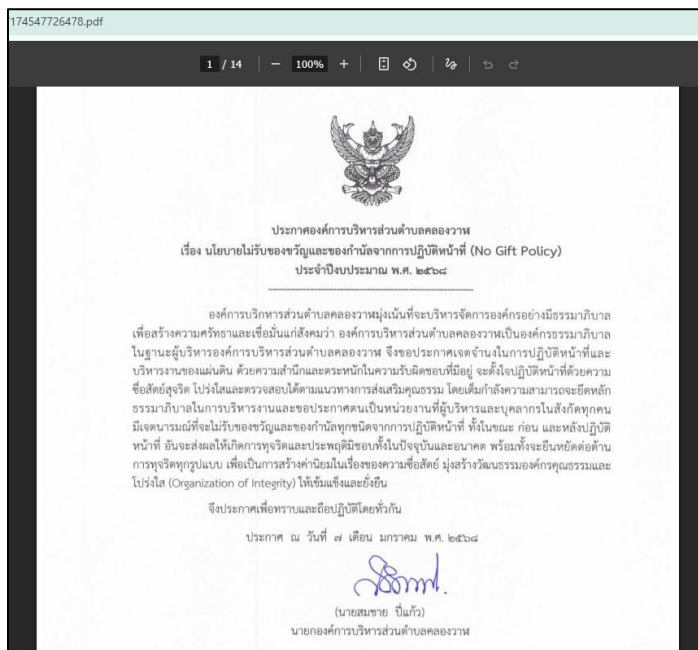 174547726478.pdf
1 / 14 — 100% +
ประกาศองค์การบริหารส่วนตำบลคลองวาฬ
เรื่อง นโยบายไม่รับของขวัญและของกำนัลจากการปฏิบัติหน้าที่ (No Gift Policy)
ประจำปีงบประมาณ พ.ศ. ๒๕๖๘
องค์การบริหารส่วนตำบลคลองวาฬมุ่งเน้นที่จะบริหารจัดการองค์กรอย่างมีธรรมาภิบาล
เพื่อสร้างความศรัทธาและเชื่อมั่นแก่สังคมว่า องค์การบริหารส่วนตำบลคลองวาฬเป็นองค์กรธรรมาภิบาล
ในฐานะผู้บริหารองค์การบริหารส่วนตำบลคลองวาฬ จึงขอประกาศเจตจำนงในการปฏิบัติหน้าที่และ
บริหารงานของแผ่นดิน ด้วยความสำนึกและตระหนักในความรับผิดชอบที่มีอยู่ จะตั้งใจปฏิบัติหน้าที่ด้วยความ
ซื่อสัตย์สุจริต โปร่งใสและตรวจสอบได้ตามแนวทางการส่งเสริมคุณธรรม โดยเต็มกำลังความสามารถจะยึดหลัก
ธรรมาภิบาลในการบริหารงานและขอประกาศตนเป็นหน่วยงานที่ผู้บริหารและบุคลากรในสังกัดทุกคน
มีเจตนารมณ์ที่จะไม่รับของขวัญและของกำนัลทุกชนิดจากการปฏิบัติหน้าที่ ทั้งในขณะ ก่อน และหลังปฏิบัติ
หน้าที่ อันจะส่งผลให้เกิดการทุจริตและประพฤติมิชอบทั้งในปัจจุบันและอนาคต พร้อมทั้งจะยืนหยัดต่อต้าน
การทุจริตทุกรูปแบบ เพื่อเป็นการสร้างค่านิยมในเรื่องของความซื่อสัตย์ มุ่งสร้างวัฒนธรรมองค์กรคุณธรรมและ
โปร่งใส (Organization of Integrity) ให้เข้มแข็งและยั่งยืน
จึงประกาศเพื่อทราบและถือปฏิบัติโดยทั่วกัน
ประกาศ ณ วันที่ ๗ เดือน มกราคม พ.ศ. ๒๕๖๘
(นายสมชาย ปิ่นแก้ว)
นายกองค์การบริหารส่วนตำบลคลองวาฬ